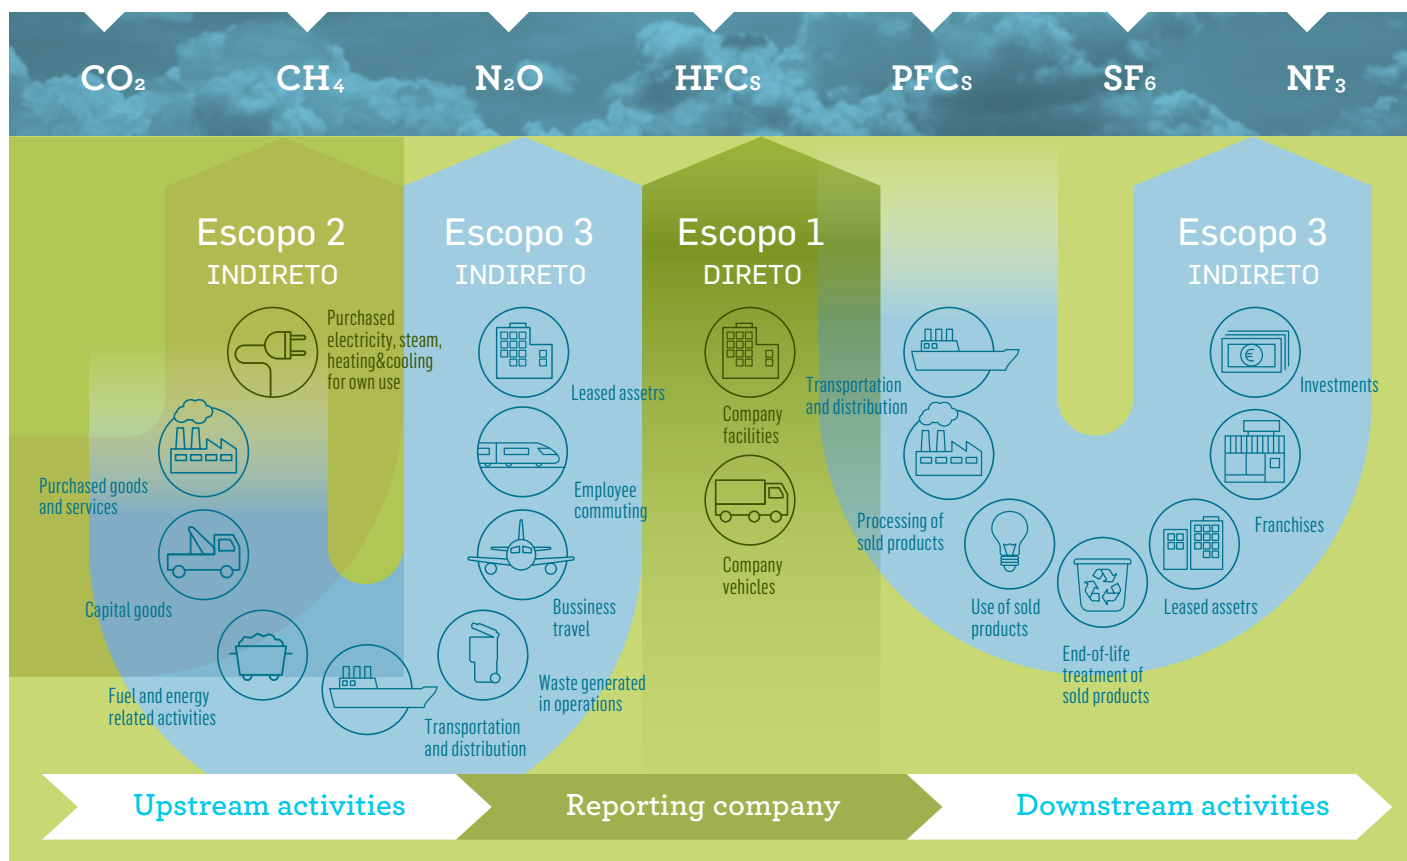 CO₂
CH₄
N₂O
HFCs
PFCs
SF₆
NF₃
Escopo 2
INDIRETO
Purchased
electricity, steam,
heating&cooling
for own use
Purchased goods
and services
Capital goods
Fuel and energy
related activities
Escopo 3
INDIRETO
Leased assetrs
Employee
commuting
Bussiness
travel
Waste generated
in operations
Transportation
and distribution
Escopo 1
DIRETO
Company
facilities
Company
vehicles
Transportation
and distribution
Processing of
sold products
Use of sold
products
End-of-life
treatment of
sold products
Escopo 3
INDIRETO
€
Investments
Franchises
Leased assetrs
Upstream activities
Reporting company
Downstream activities